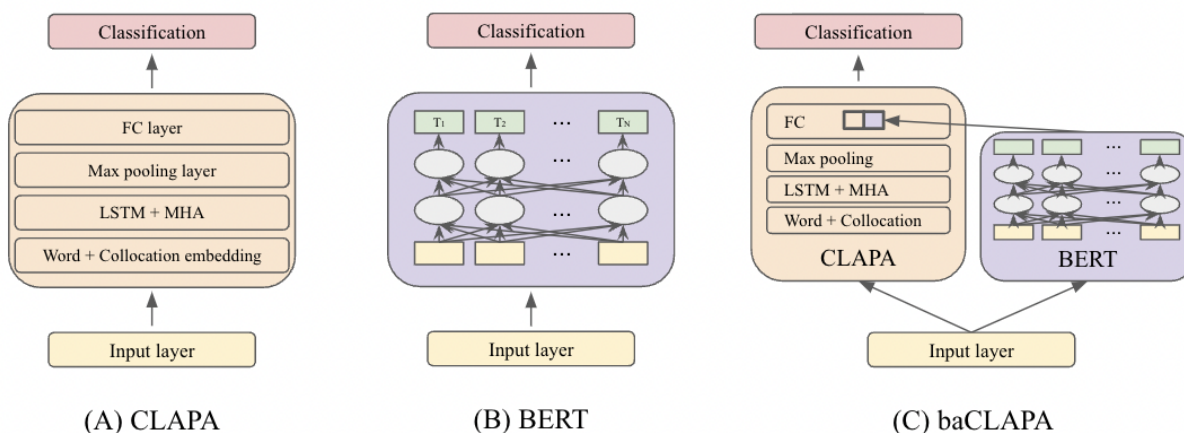 Classification
FC layer
Max pooling layer
LSTM + MHA
Word + Collocation embedding
Input layer
(A) CLAPA
Classification
T1 T2 ... TN
...
...
...
Input layer
(B) BERT
Classification
FC
Max pooling
LSTM + MHA
Word + Collocation
CLAPA
...
...
...
...
BERT
Input layer
(C) baCLAPA